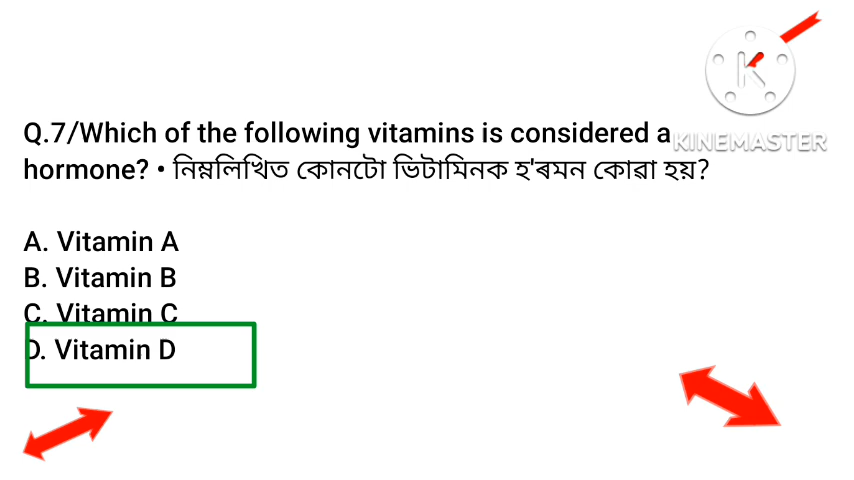 KINEMASTER
Q.7/Which of the following vitamins is considered a
hormone? • নিম্নলিখিত কোনটো ভিটামিনক হ'ৰমন কোৱা হয়?
A. Vitamin A
B. Vitamin B
C. Vitamin C
D. Vitamin D